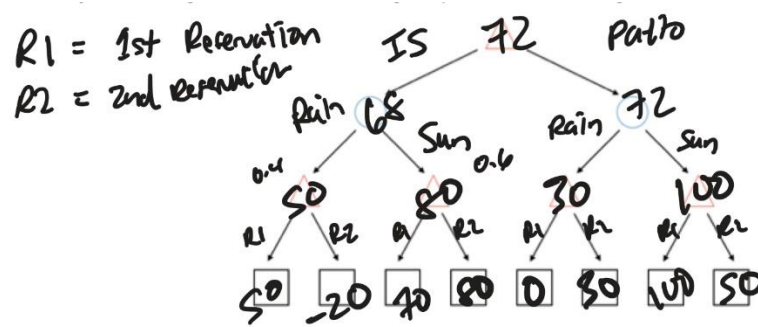 R1 = 1st Reservation
R2 = 2nd Reservation
IS 72 Patio
Rain 68 Sun Rain 72 Sun
0.4 0.6
50 80 30 100
R1 R2 R1 R2 R1 R2 R1 R2
50 -20 70 80 0 30 100 50